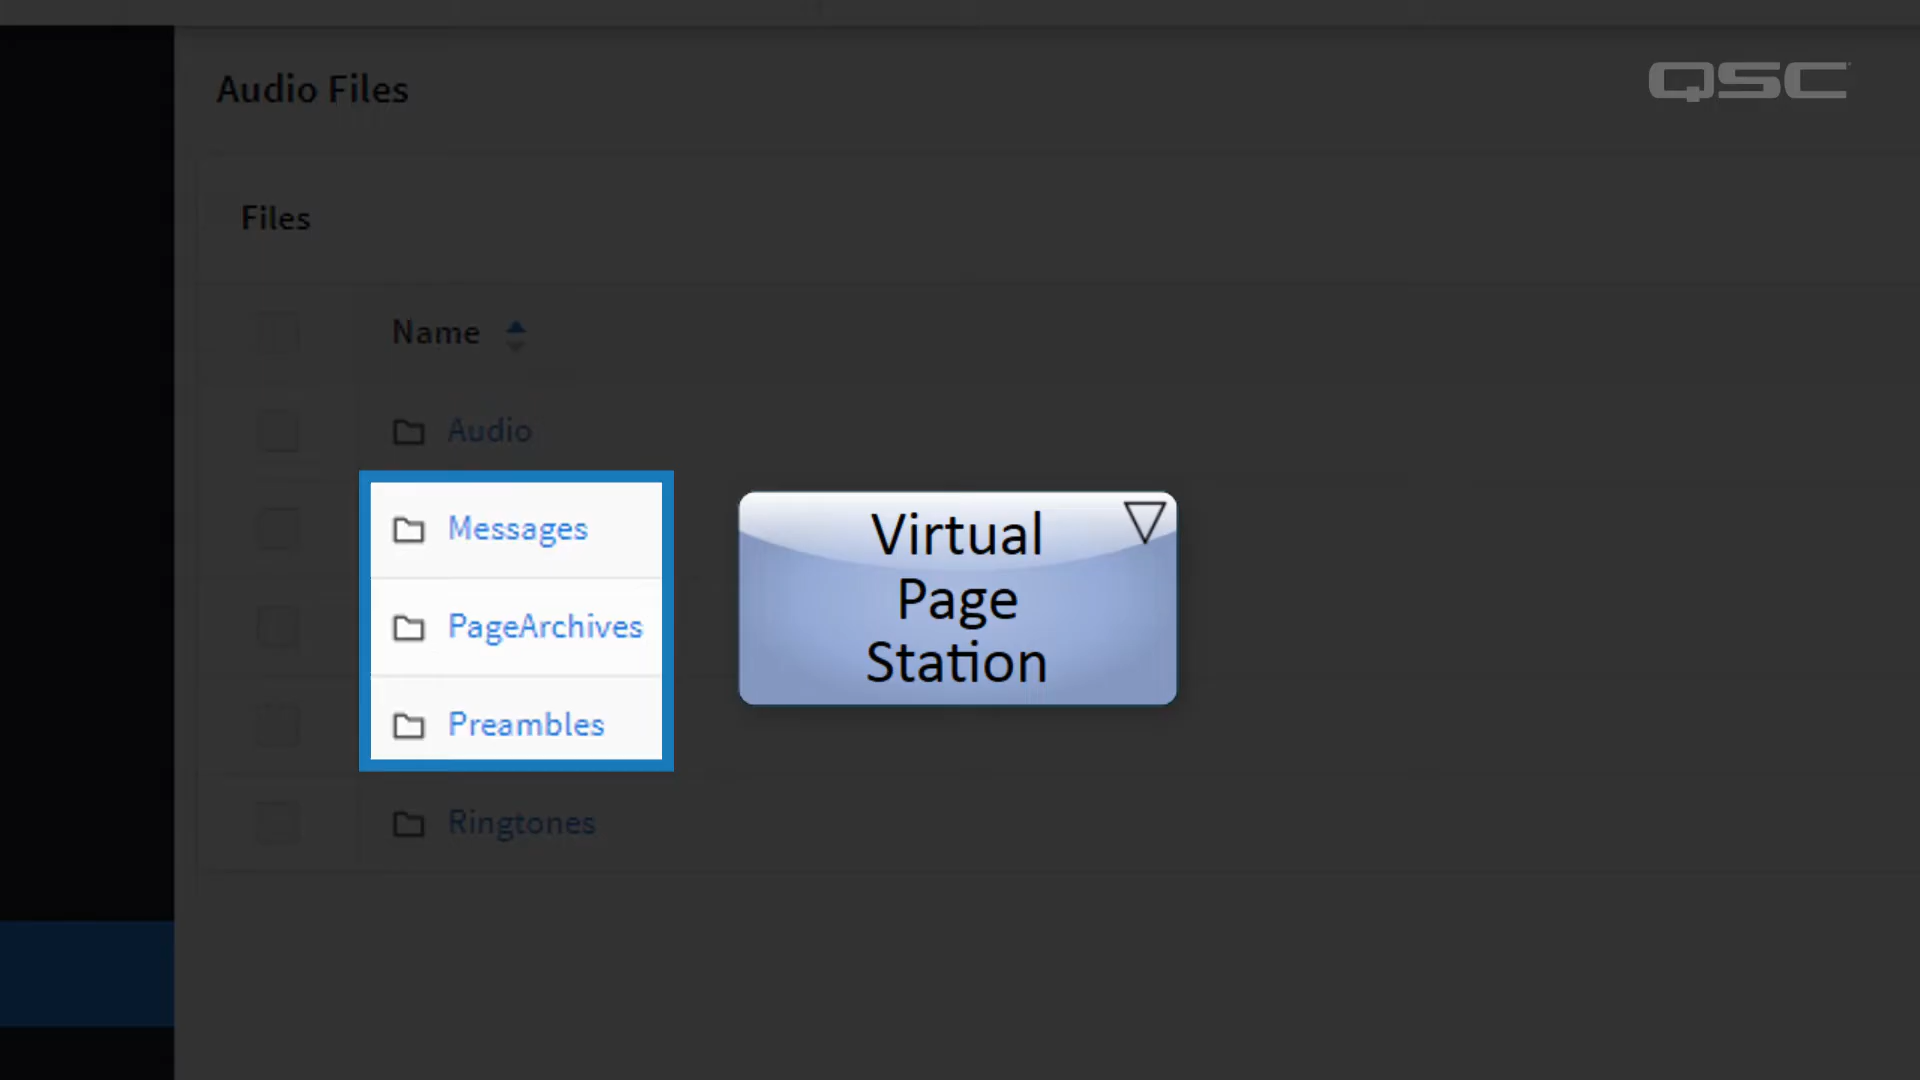 QSC
Audio Files
Files
Name
Audio
Messages
PageArchives
Preambles
Ringtones
Virtual
Page
Station